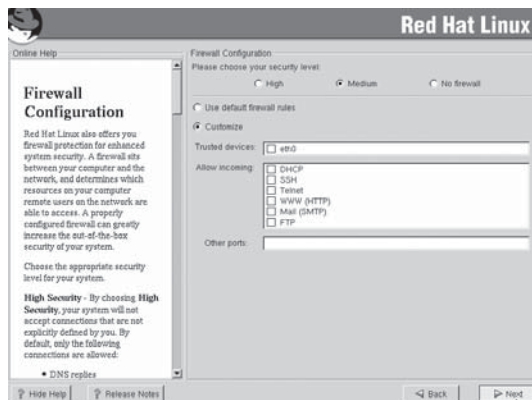 Red Hat Linux
Online Help
Firewall
Configuration
Red Hat Linux also offers you
firewall protection for enhanced
system security. A firewall sits
between your computer and the
network, and determines which
resources on your computer
remote users on the network are
able to access. A properly
configured firewall can greatly
increase the out-of-the-box
security of your system.
Choose the appropriate security
level for your system.
High Security - By choosing High
Security, your system will not
accept connections that are not
explicitly defined by you. By
default, only the following
connections are allowed:
• DNS replies
Firewall Configuration
Please choose your security level:
High Medium No firewall
Use default firewall rules
Customize
Trusted devices: eth0
Allow incoming: DHCP
SSH
Telnet
WWW (HTTP)
Mail (SMTP)
FTP
Other ports:
? Hide Help ? Release Notes Back Next